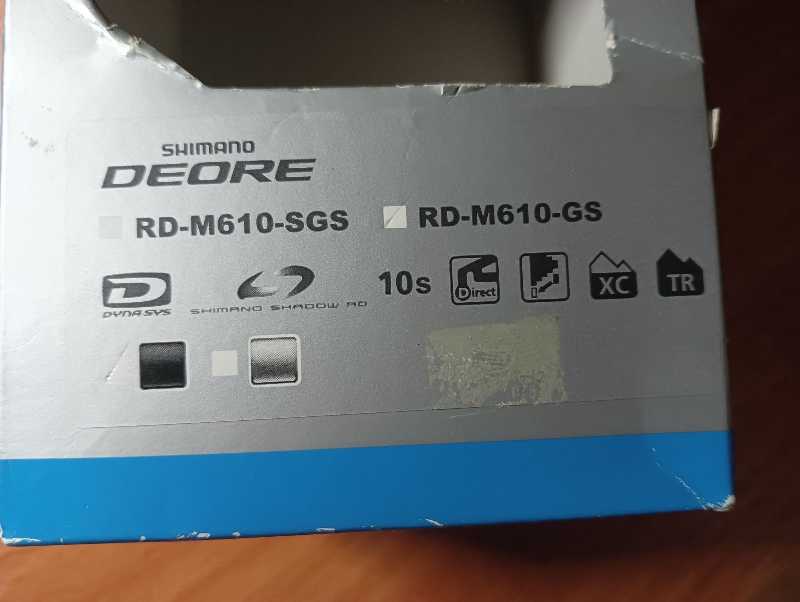 SHIMANO
DEORE
RD-M610-SGS RD-M610-GS
DYNA SYS SHIMANO SHADOW RD 10s Direct XC TR